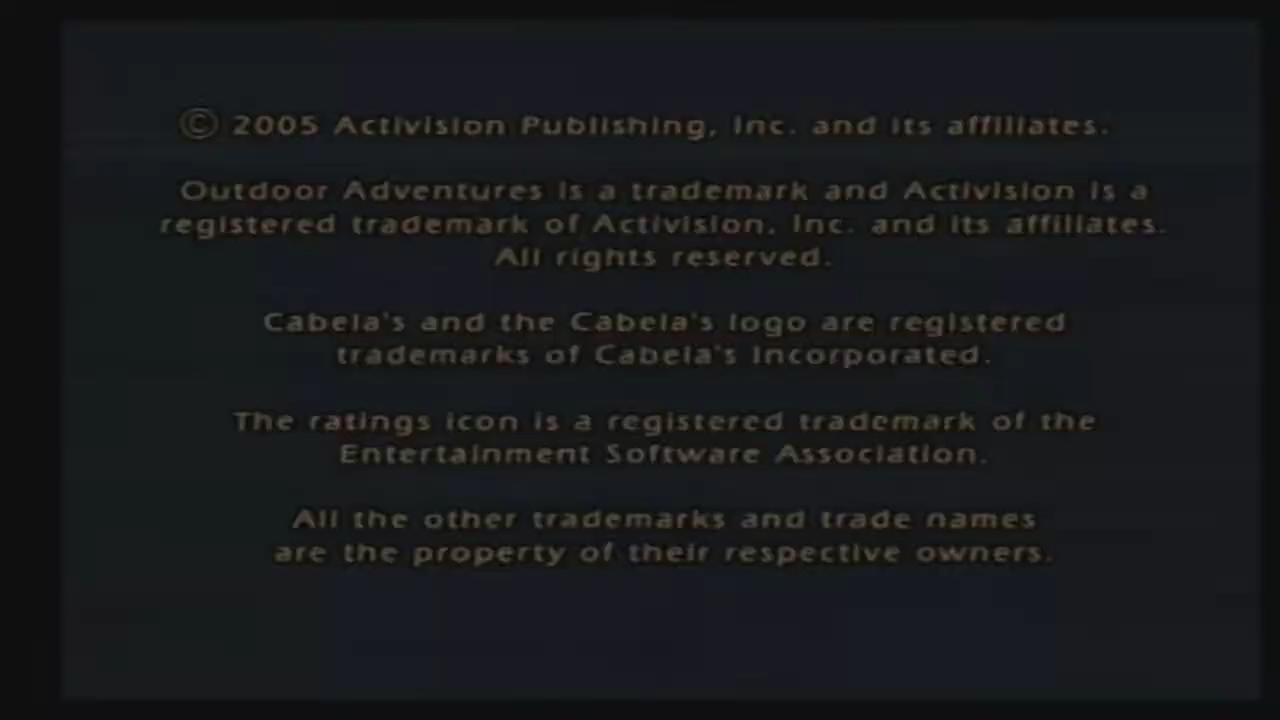 © 2005 Activision Publishing, Inc. and its affiliates.
Outdoor Adventures is a trademark and Activision is a
registered trademark of Activision, Inc. and its affiliates.
All rights reserved.
Cabela's and the Cabela's logo are registered
trademarks of Cabela's Incorporated.
The ratings icon is a registered trademark of the
Entertainment Software Association.
All the other trademarks and trade names
are the property of their respective owners.